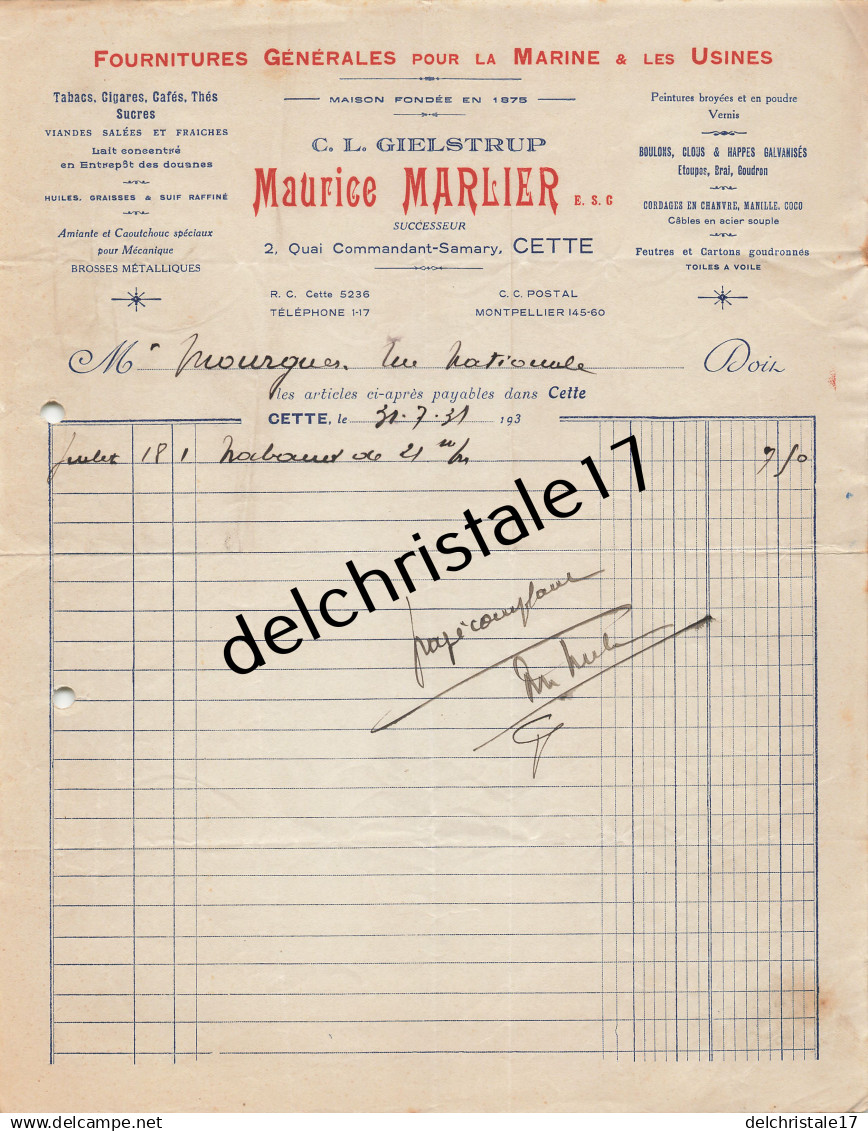 FOURNITURES GÉNÉRALES POUR LA MARINE & LES USINES
Tabacs, Cigares, Cafés, Thés
Sucres
VIANDES SALÉES ET FRAICHES
Lait concentré
en Entrepôt des douanes
HUILES, GRAISSES & SUIF RAFFINÉ
Amiante et Caoutchouc spéciaux
pour Mécanique
BROSSES MÉTALLIQUES
MAISON FONDÉE EN 1875
C. L. GIELSTRUP
Maurice MARLIER E. S. C
SUCCESSEUR
2, Quai Commandant-Samary, CETTE
R. C. Cette 5236
TÉLÉPHONE 1-17
C. C. POSTAL
MONTPELLIER 145-60
Peintures broyées et en poudre
Vernis
BOULONS, CLOUS & HAPPES GALVANISÉS
Etoupes, Brai, Goudron
CORDAGES EN CHANVRE, MANILLE, COCO
Câbles en acier souple
Feutres et Cartons goudronnés
TOILES A VOILE
M r Mourgues, rue Nationale Doit
les articles ci-après payables dans Cette
CETTE, le 31.7.31 193
Juillet 18 1 de 21 m/m 7 50
delchristale17
payé comptant
delchristale17